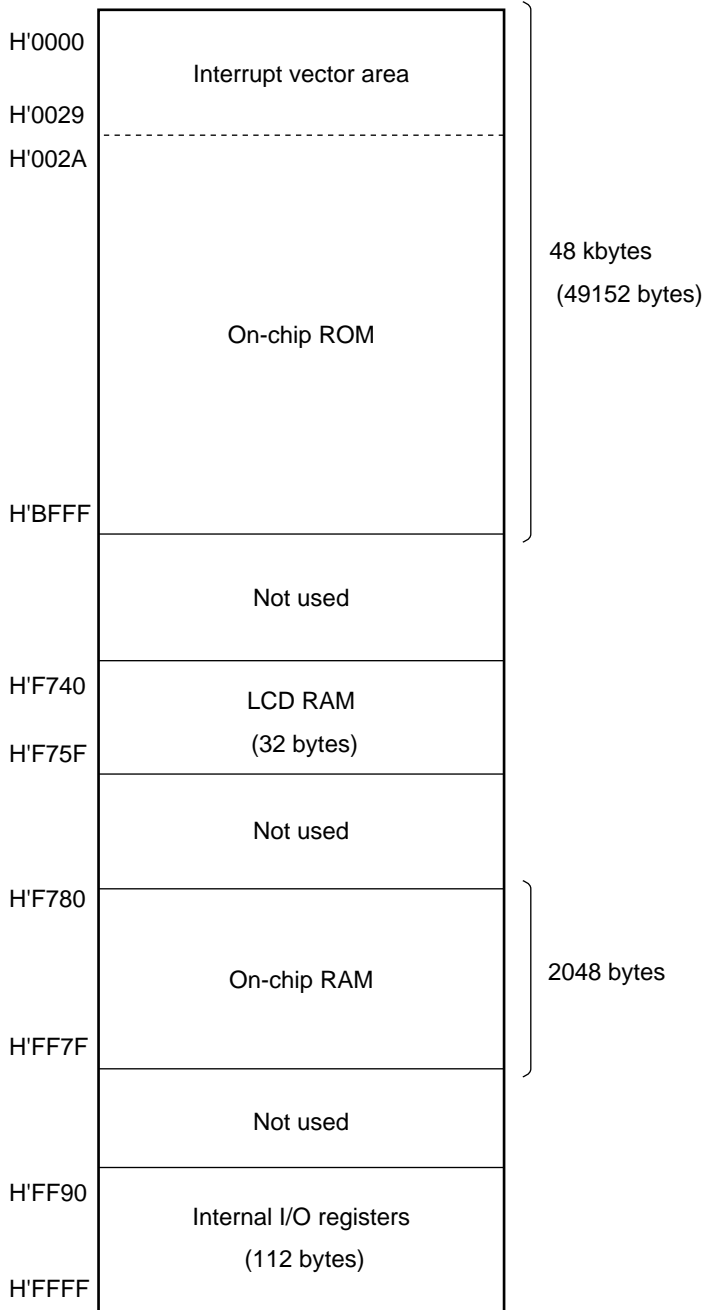 H'0000
Interrupt vector area
H'0029
H'002A
48 kbytes
(49152 bytes)
On-chip ROM
H'BFFF
Not used
H'F740
LCD RAM
(32 bytes)
H'F75F
Not used
H'F780
On-chip RAM
2048 bytes
H'FF7F
Not used
H'FF90
Internal I/O registers
(112 bytes)
H'FFFF